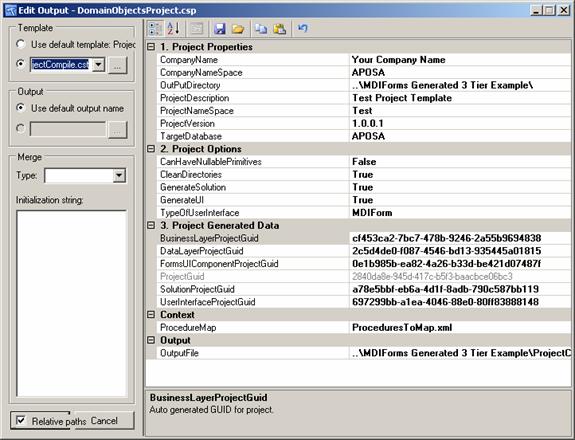 Edit Output - DomainObjectsProject.csp
Template
Use default template: Projec
jectCompile.cst
...
Output
Use default output name
...
Merge
Type:
Initialization string:
Relative paths
Cancel
1. Project Properties
CompanyName Your Company Name
CompanyNameSpace APOSA
OutPutDirectory ..\MDIForms Generated 3 Tier Example\
ProjectDescription Test Project Template
ProjectNameSpace Test
ProjectVersion 1.0.0.1
TargetDatabase APOSA
2. Project Options
CanHaveNullablePrimitives False
CleanDirectories True
GenerateSolution True
GenerateUI True
TypeOfUserInterface MDIForm
3. Project Generated Data
BusinessLayerProjectGuid cf453ca2-7bc7-478b-9246-2a55b9694838
DataLayerProjectGuid 2c5d4de0-f087-4546-bd13-935445a01815
FormsUIComponentProjectGuid 0e1b985b-ea82-4a26-b33d-be421d07487f
ProjectGuid 2840da8e-945d-417c-b5f3-baacbce06bc3
SolutionProjectGuid a78e5bbf-eb6a-4d1f-8adb-790c587bb119
UserInterfaceProjectGuid 697299bb-a1ea-4046-88e0-80ff83888148
Context
ProcedureMap ProceduresToMap.xml
Output
OutputFile ..\MDIForms Generated 3 Tier Example\ProjectC
BusinessLayerProjectGuid
Auto generated GUID for project.